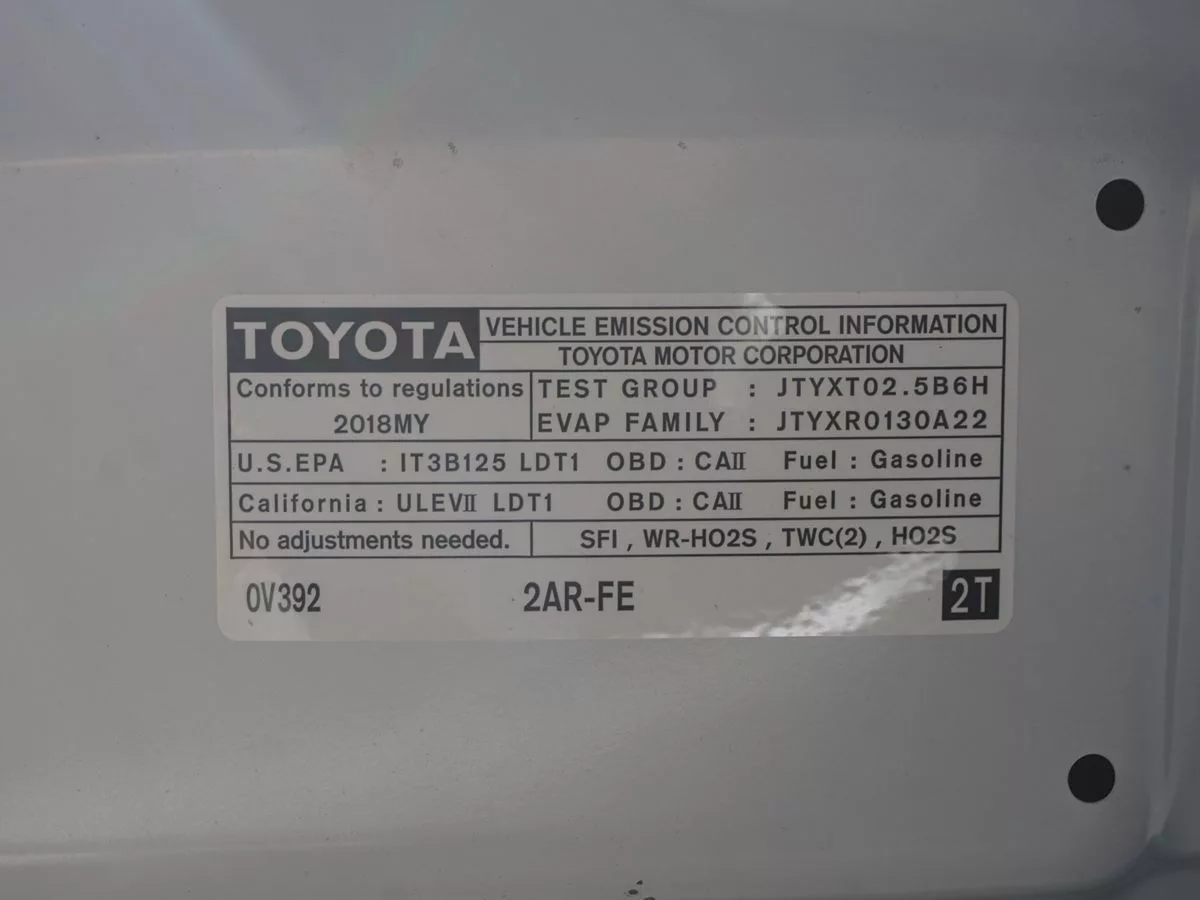 TOYOTA
VEHICLE EMISSION CONTROL INFORMATION
TOYOTA MOTOR CORPORATION
Conforms to regulations
2018MY
TEST GROUP : JTYXT02.5B6H
EVAP FAMILY : JTYXR0130A22
U.S.EPA : IT3B125 LDT1 OBD : CAⅡ Fuel : Gasoline
California : ULEVⅡ LDT1 OBD : CAⅡ Fuel : Gasoline
No adjustments needed.
SFI , WR-HO2S , TWC(2) , HO2S
0V392 2AR-FE 2T